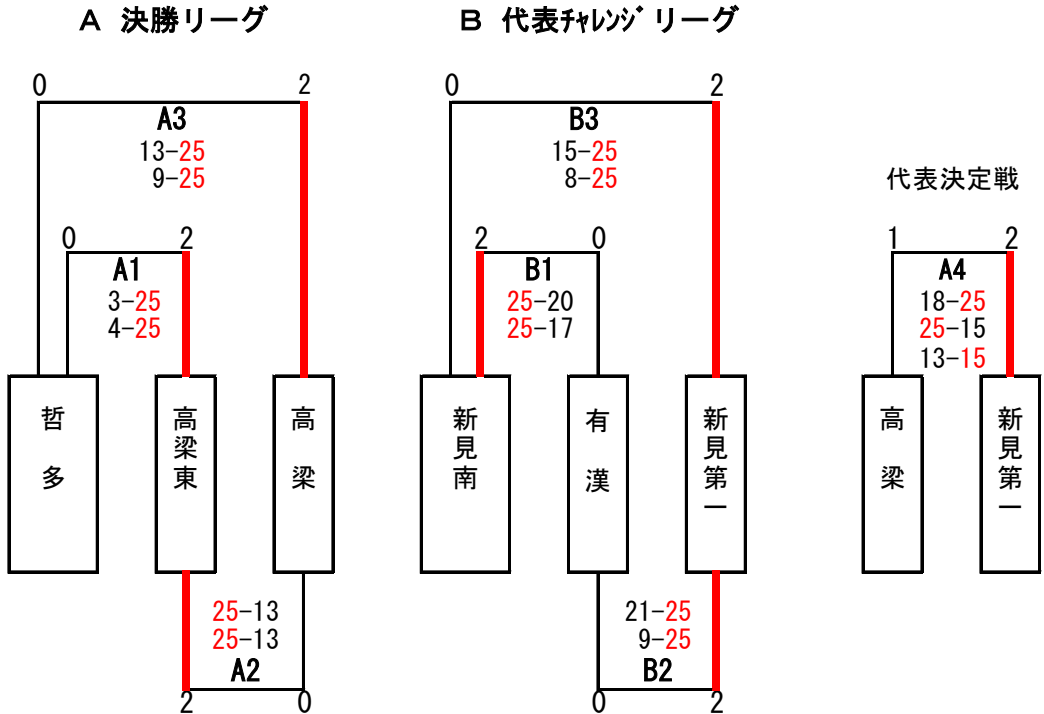 A 決勝リーグ
0 2
A3
13-25
9-25
0 2
A1
3-25
4-25
哲多
高梁東
高梁
25-13
25-13
A2
2 0
B 代表ﾁｬﾚﾝｼﾞリーグ
0 2
B3
15-25
8-25
2 0
B1
25-20
25-17
新見南
有漢
新見第一
21-25
9-25
B2
0 2
代表決定戦
1 2
A4
18-25
25-15
13-15
高梁
新見第一